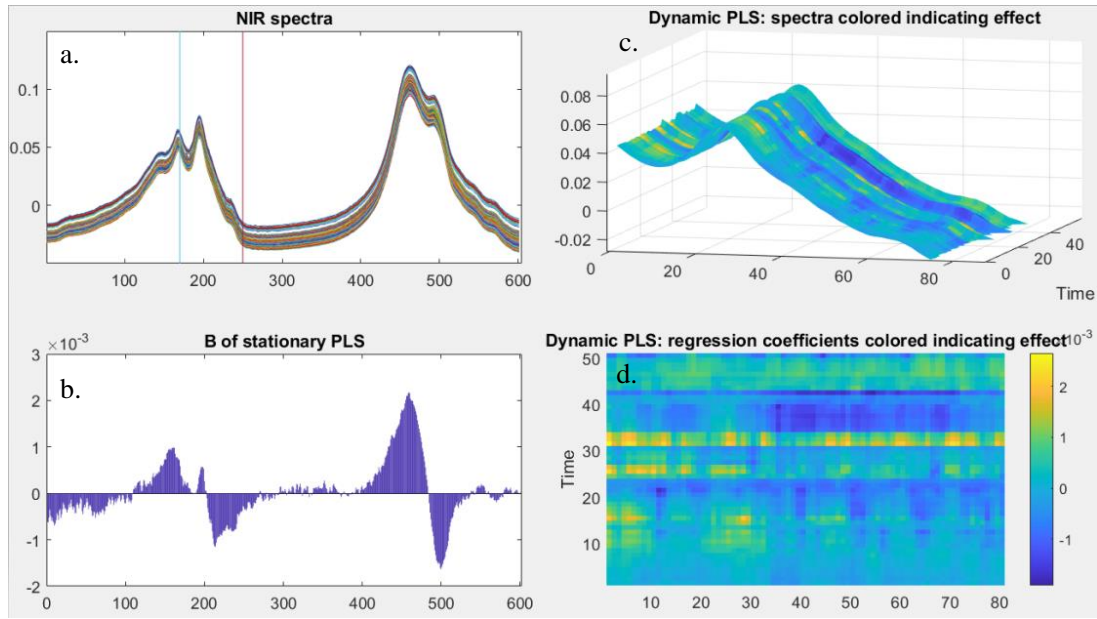 NIR spectra
a.
0.1
0.05
0
100 200 300 400 500 600
Dynamic PLS: spectra colored indicating effect
c.
0.08
0.06
0.04
0.02
0
-0.02
0 20 40 60 80
0 20 40
Time
B of stationary PLS
×10⁻³
b.
3
2
1
0
-1
-2
0 100 200 300 400 500 600
Dynamic PLS: regression coefficients colored indicating effect
d.
Time
50
40
30
20
10
10 20 30 40 50 60 70 80
10⁻³
2
1
0
-1